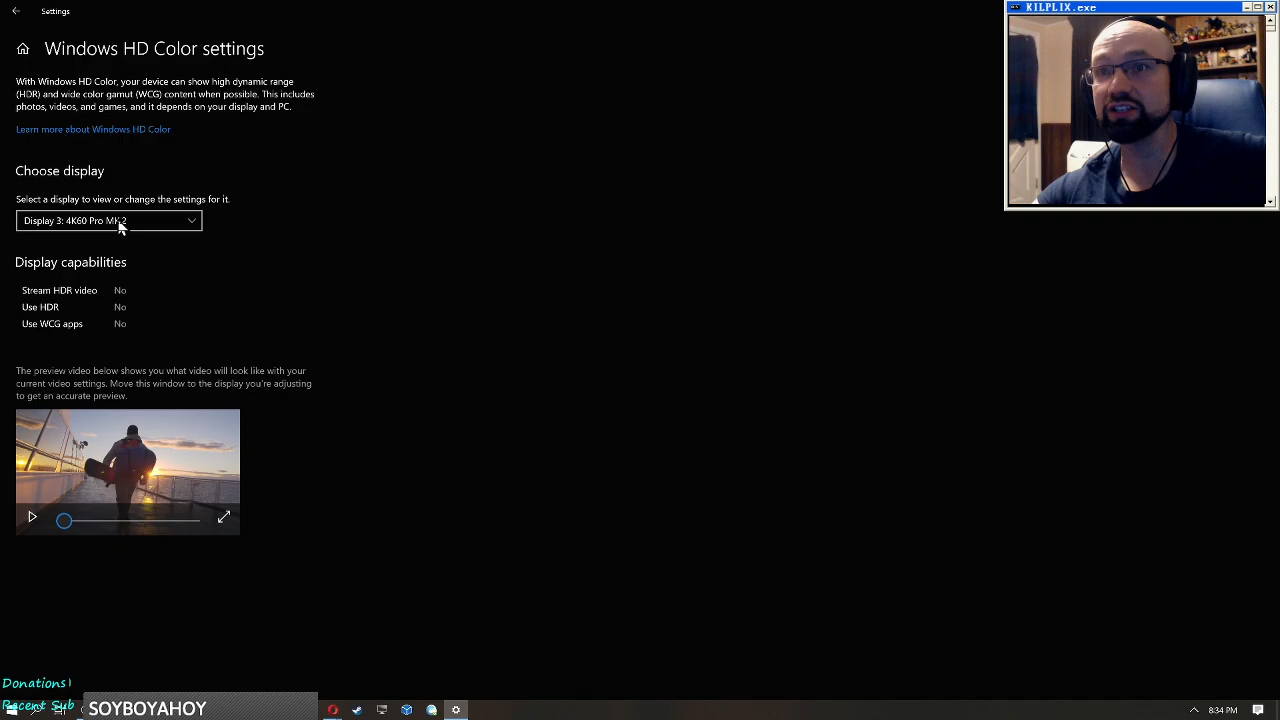 Settings
KILPLIX.exe
Windows HD Color settings
With Windows HD Color, your device can show high dynamic range
(HDR) and wide color gamut (WCG) content when possible. This includes
photos, videos, and games, and it depends on your display and PC.
Learn more about Windows HD Color
Choose display
Select a display to view or change the settings for it.
Display 3: 4K60 Pro MK.2
Display capabilities
Stream HDR video No
Use HDR No
Use WCG apps No
The preview video below shows you what video will look like with your
current video settings. Move this window to the display you're adjusting
to get an accurate preview.
Donations!
Recent Sub
SOYBOYAHOY
8:34 PM